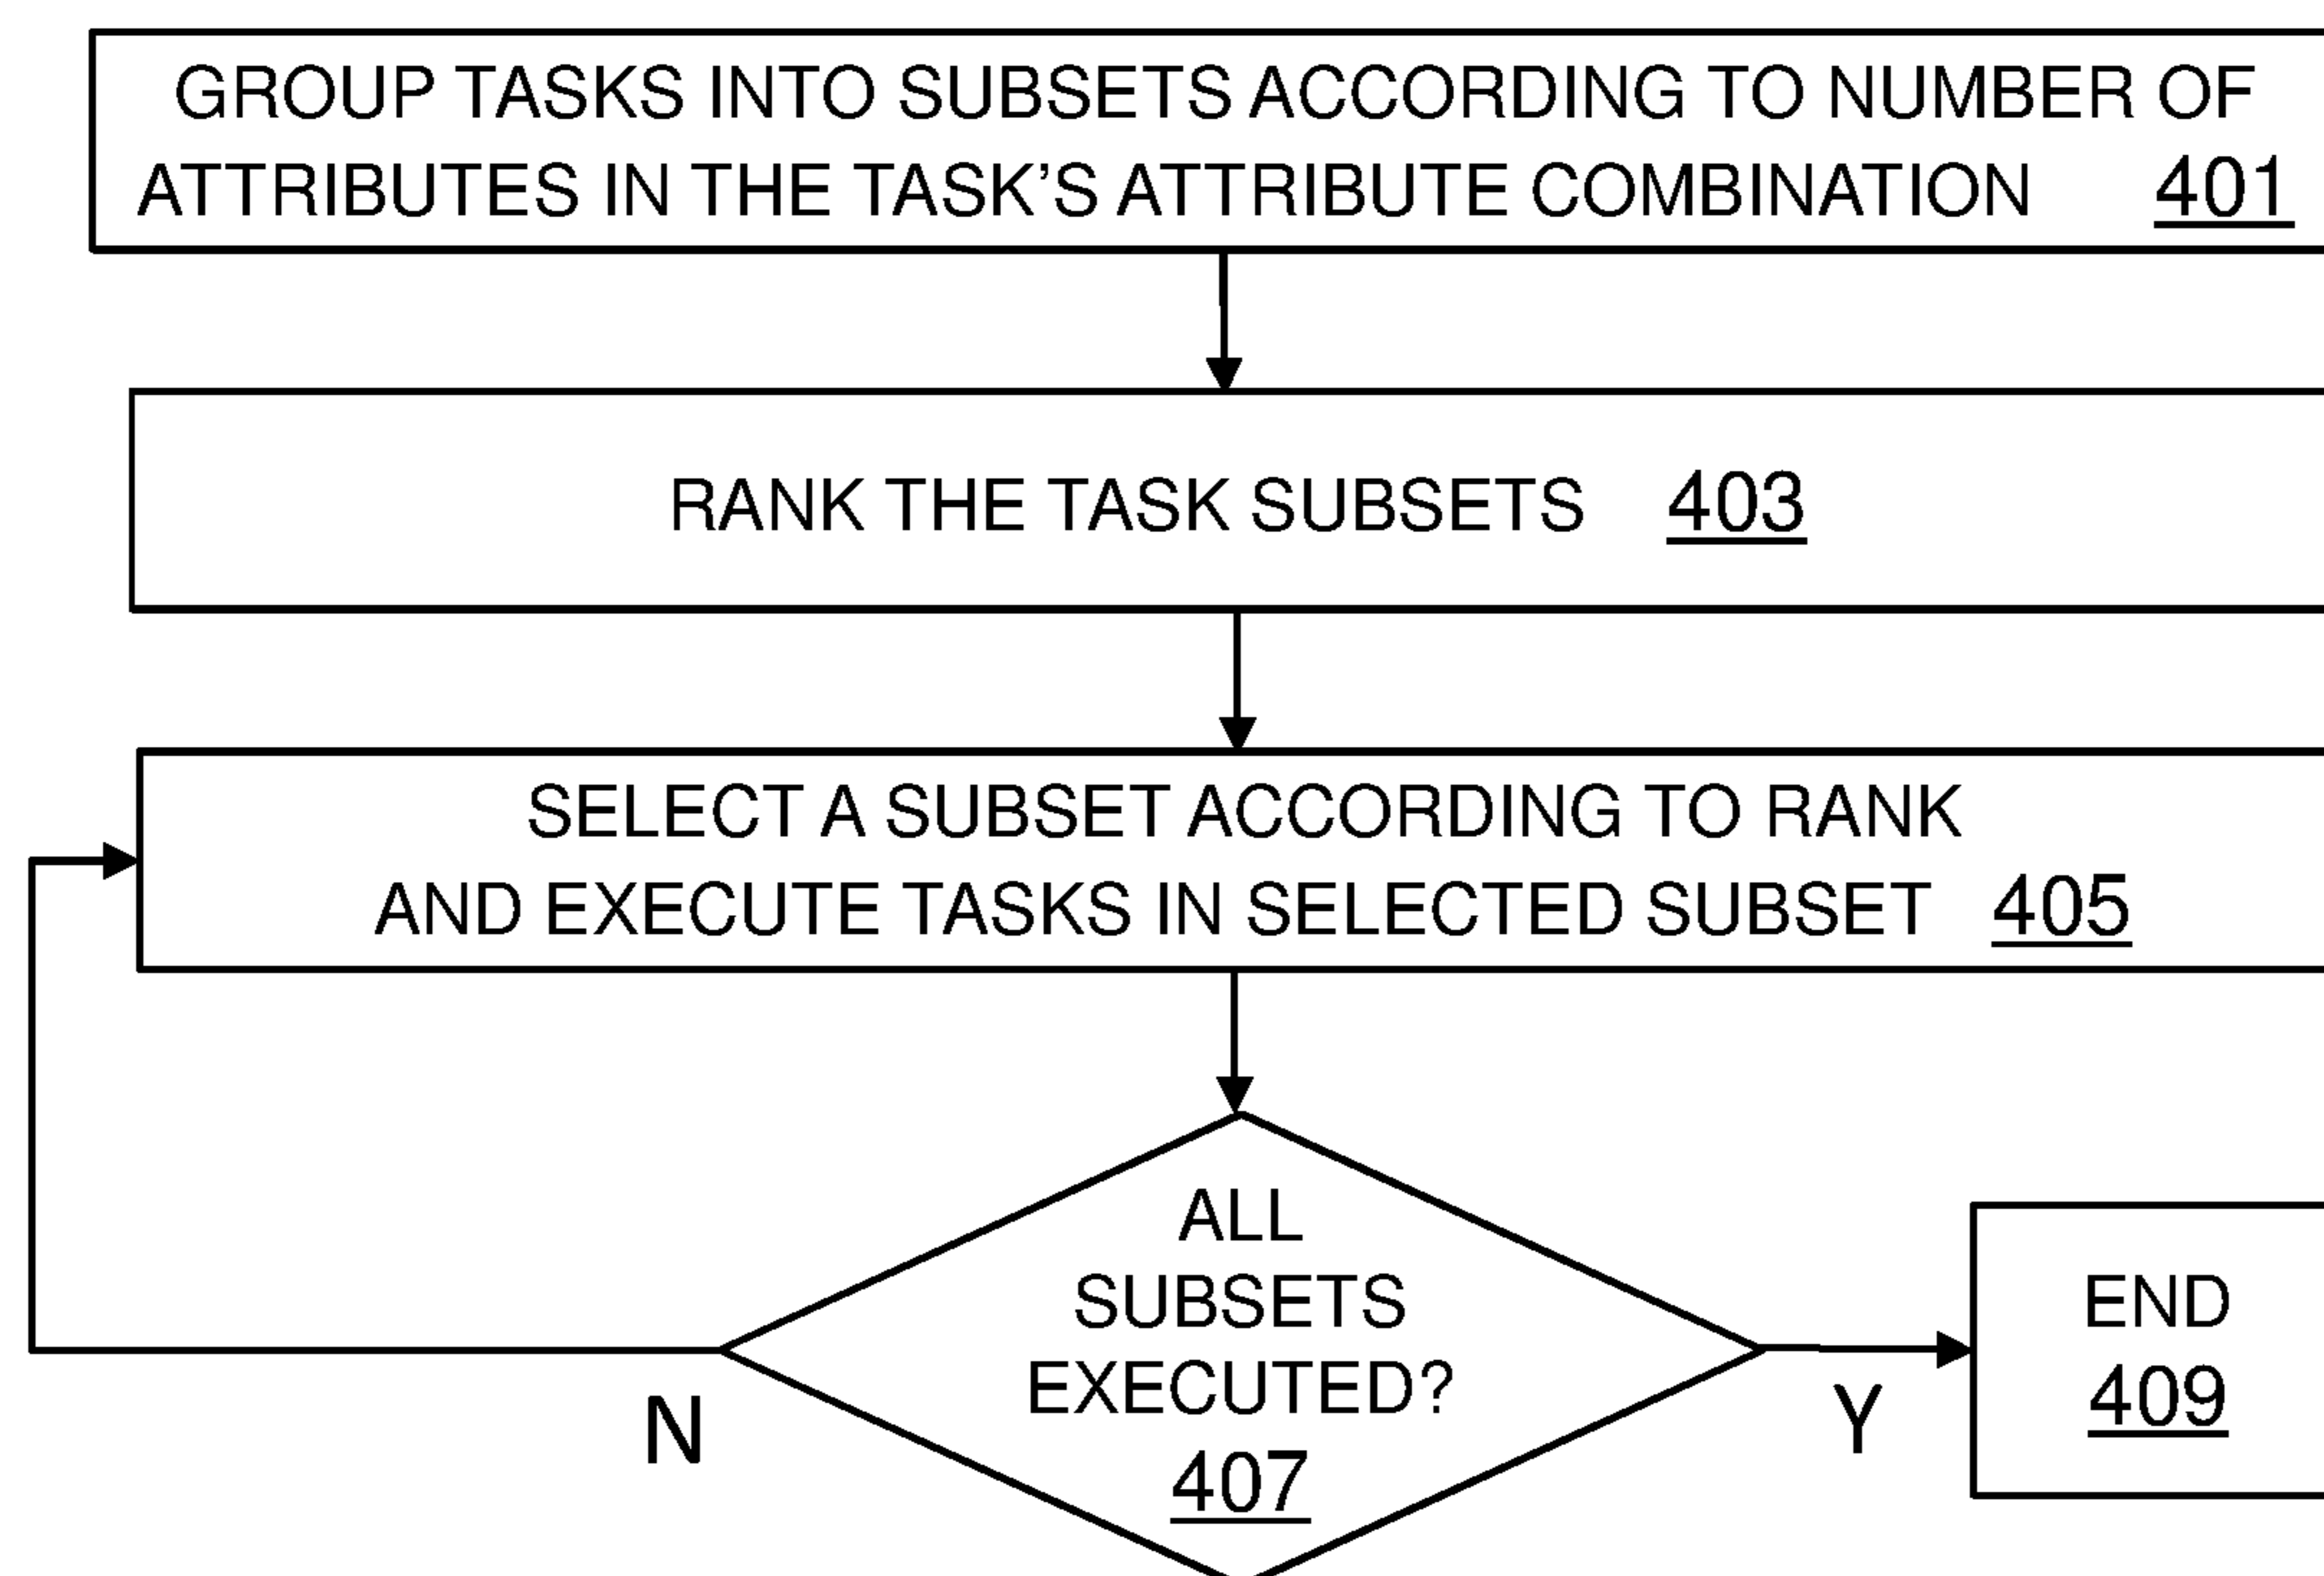 GROUP TASKS INTO SUBSETS ACCORDING TO NUMBER OF
ATTRIBUTES IN THE TASK'S ATTRIBUTE COMBINATION 401
RANK THE TASK SUBSETS 403
SELECT A SUBSET ACCORDING TO RANK
AND EXECUTE TASKS IN SELECTED SUBSET 405
ALL
SUBSETS
EXECUTED?
407
N
Y
END
409